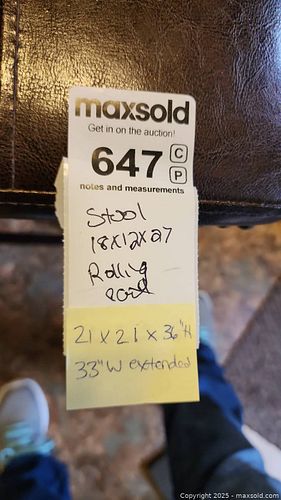 maxsold
Get in on the auction!
647 C
P
notes and measurements
Stool
18x12x27
Rolling
21 x 21 x 36"H
33"W extended
Copyright © 2025 - maxsold.com